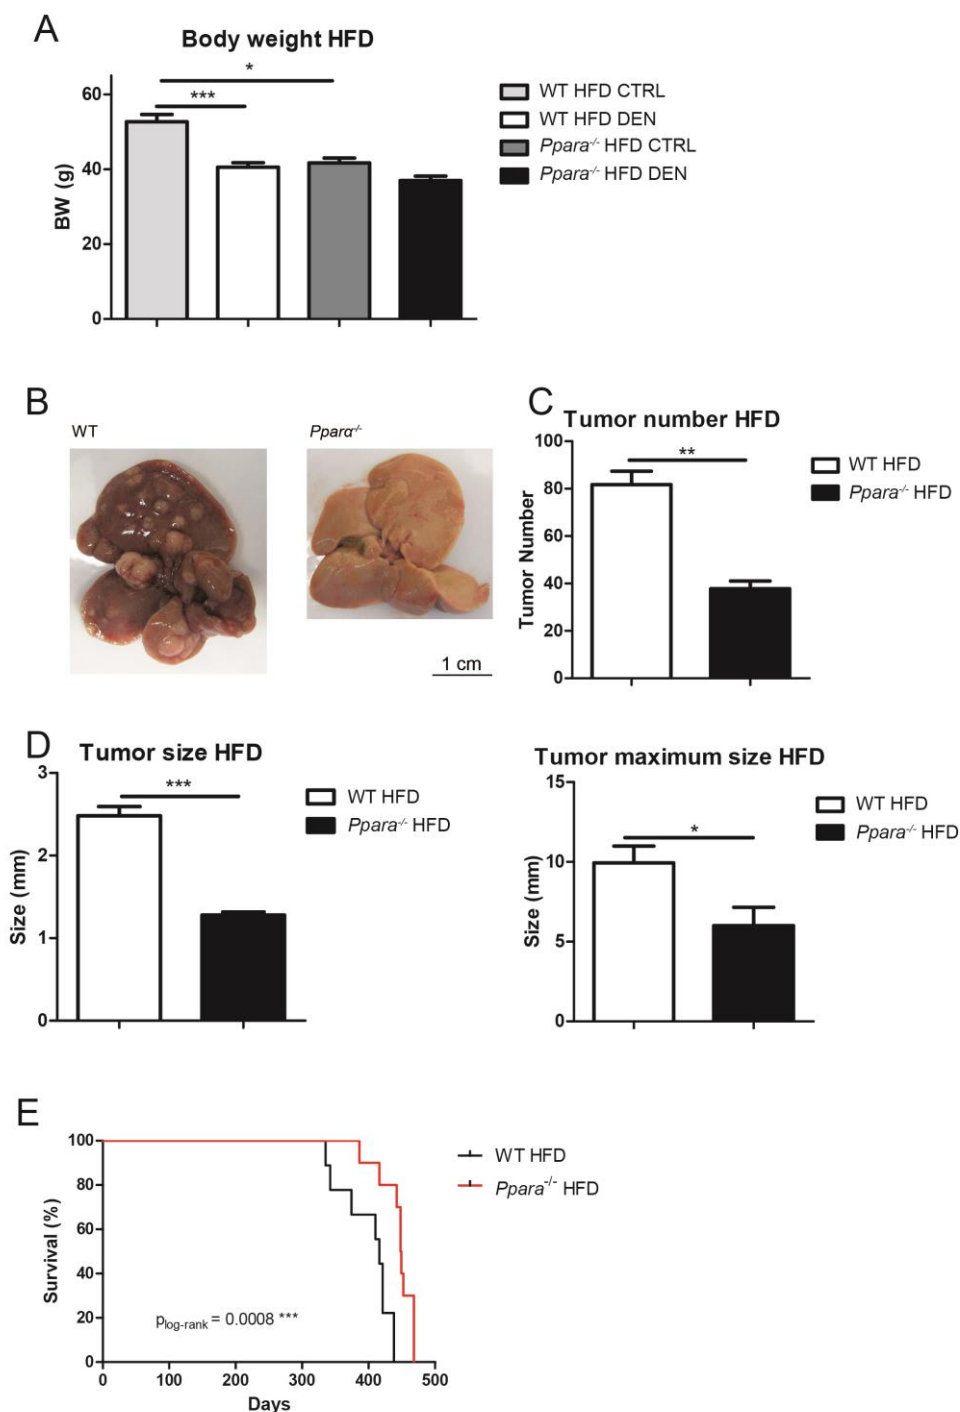 A
Body weight HFD
*
***
60
40
20
0
BW (g)
WT HFD CTRL
WT HFD DEN
Ppara-/- HFD CTRL
Ppara-/- HFD DEN
B
WT
Pparα-/-
1 cm
C
Tumor number HFD
**
100
80
60
40
20
0
Tumor Number
WT HFD
Ppara-/- HFD
D
Tumor size HFD
***
3
2
1
0
Size (mm)
WT HFD
Ppara-/- HFD
Tumor maximum size HFD
*
15
10
5
0
Size (mm)
WT HFD
Ppara-/- HFD
E
100
80
60
40
20
0
Survival (%)
plog-rank = 0.0008 ***
0 100 200 300 400 500
Days
WT HFD
Ppara-/- HFD